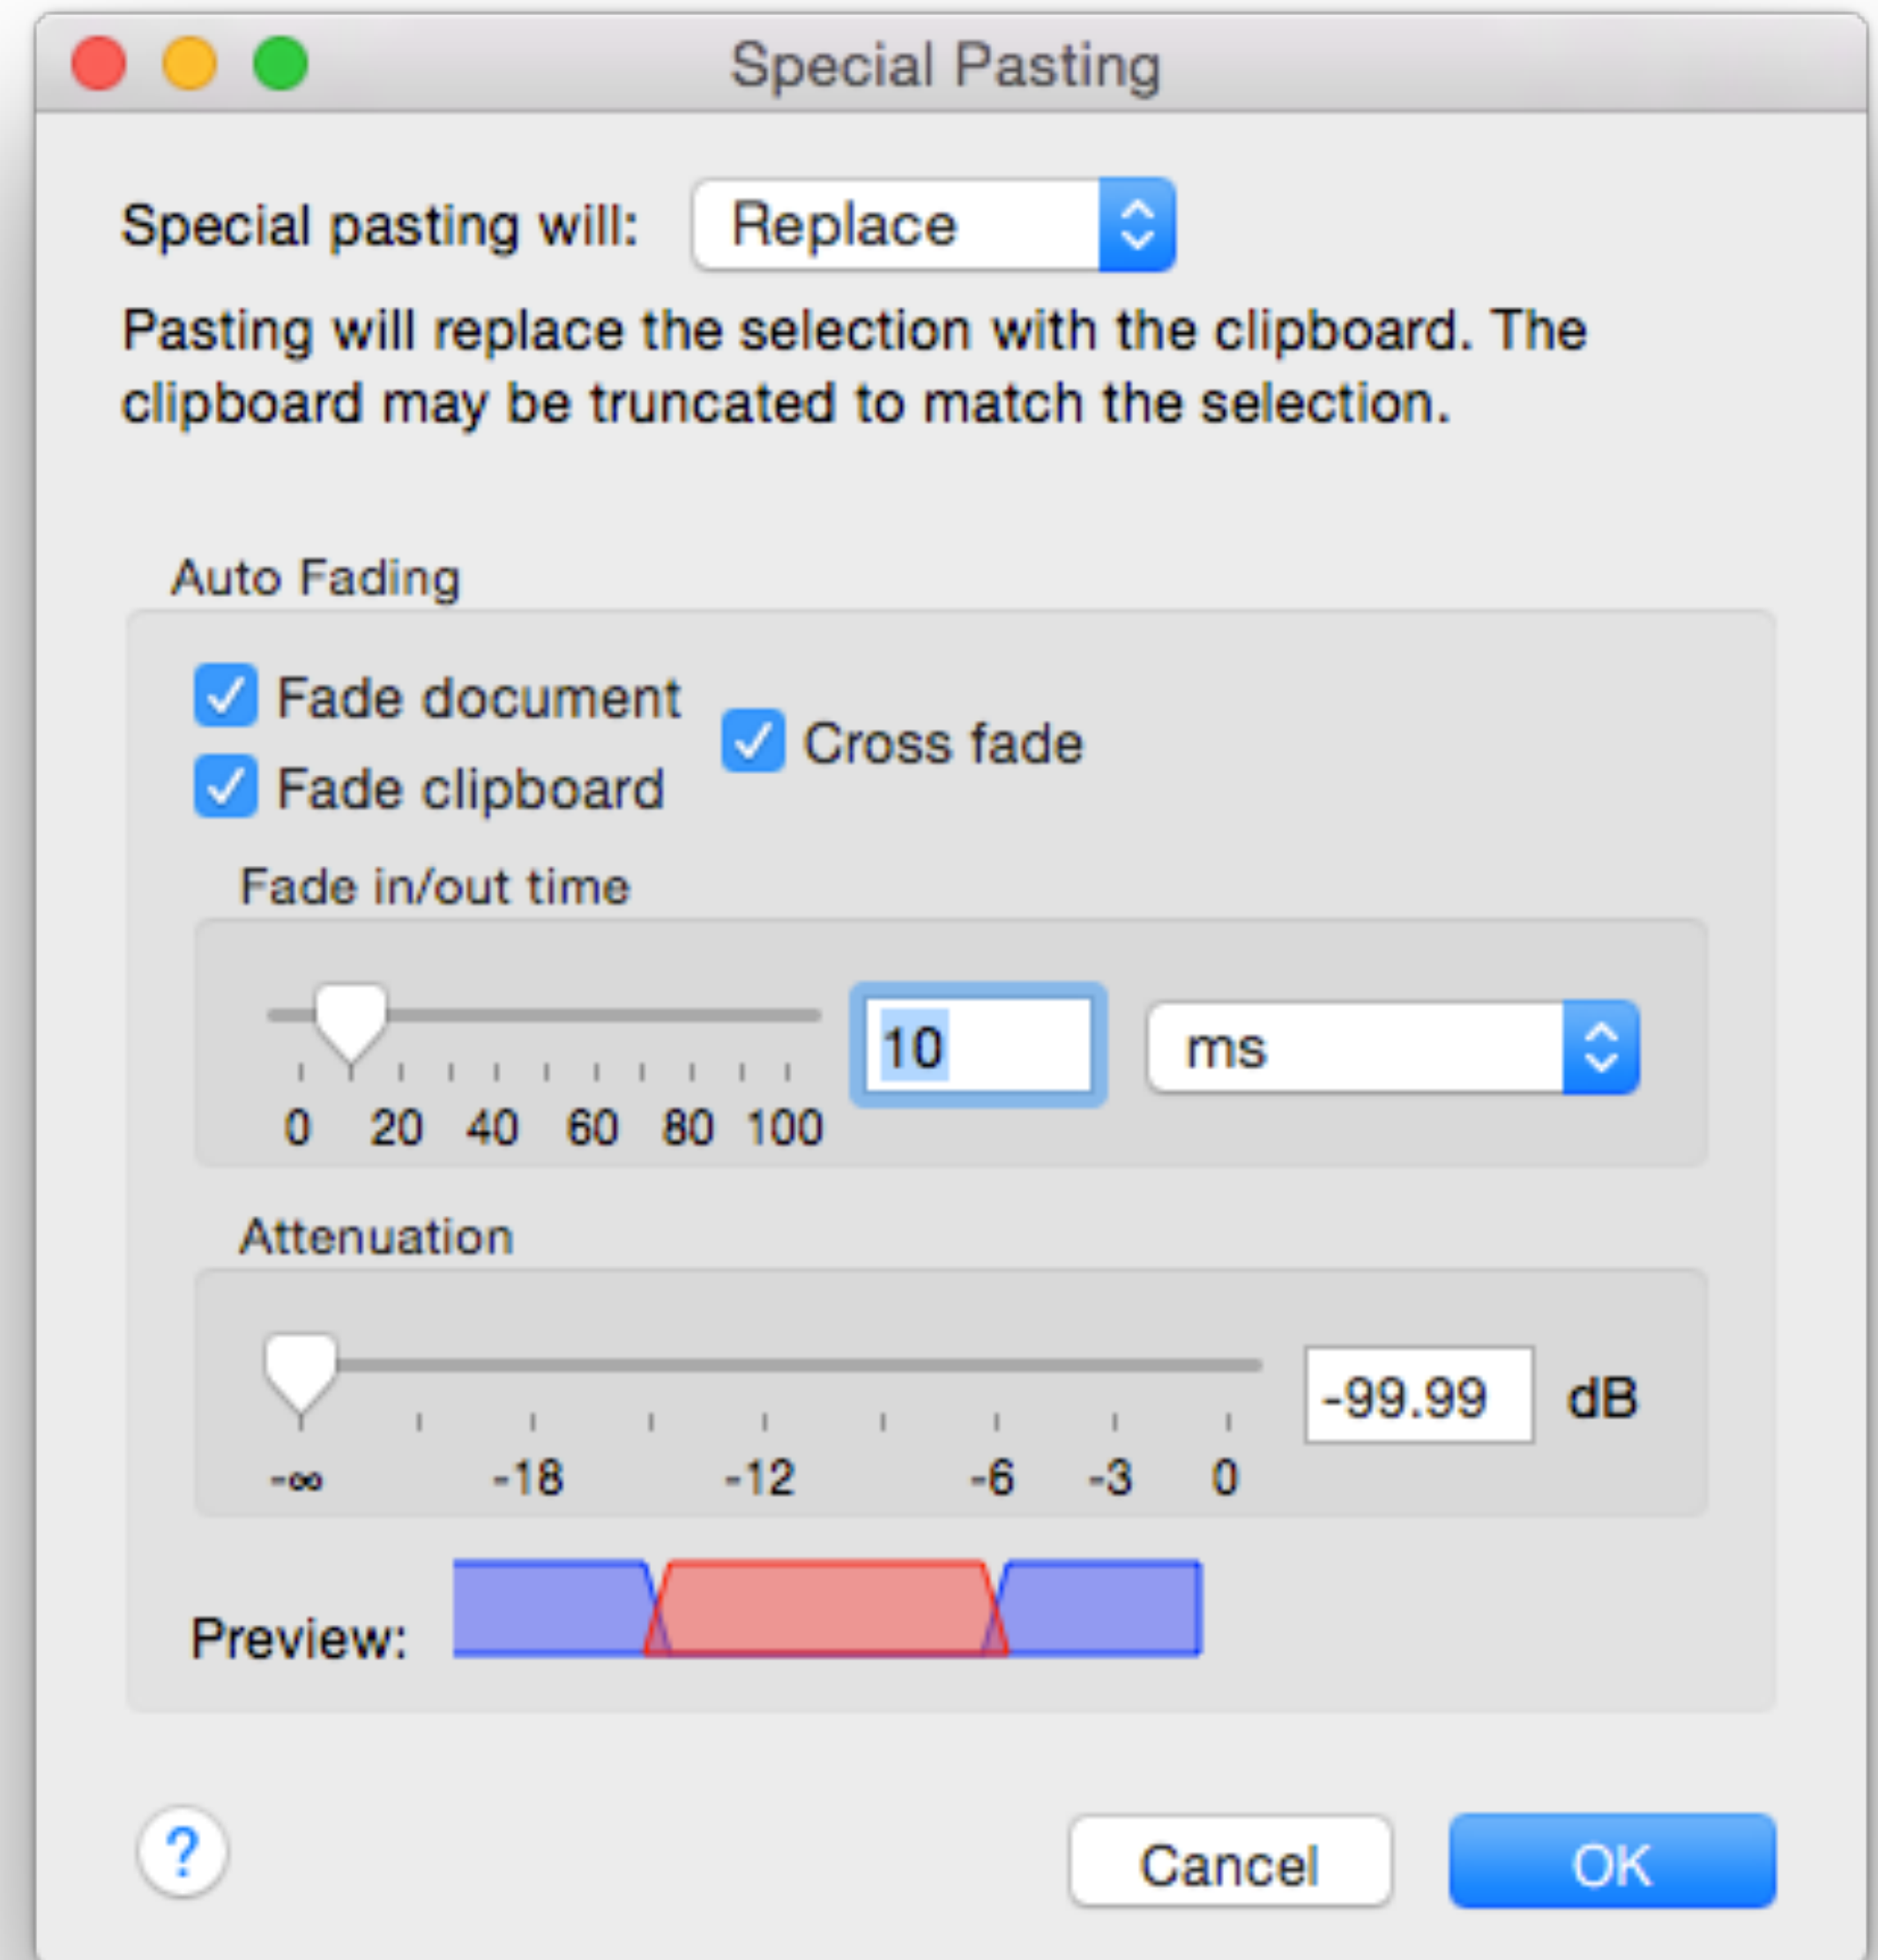 Special Pasting
Special pasting will: Replace
Pasting will replace the selection with the clipboard. The
clipboard may be truncated to match the selection.
Auto Fading
Fade document
Cross fade
Fade clipboard
Fade in/out time
10 ms
0 20 40 60 80 100
Attenuation
-99.99 dB
-∞ -18 -12 -6 -3 0
Preview:
?
Cancel OK